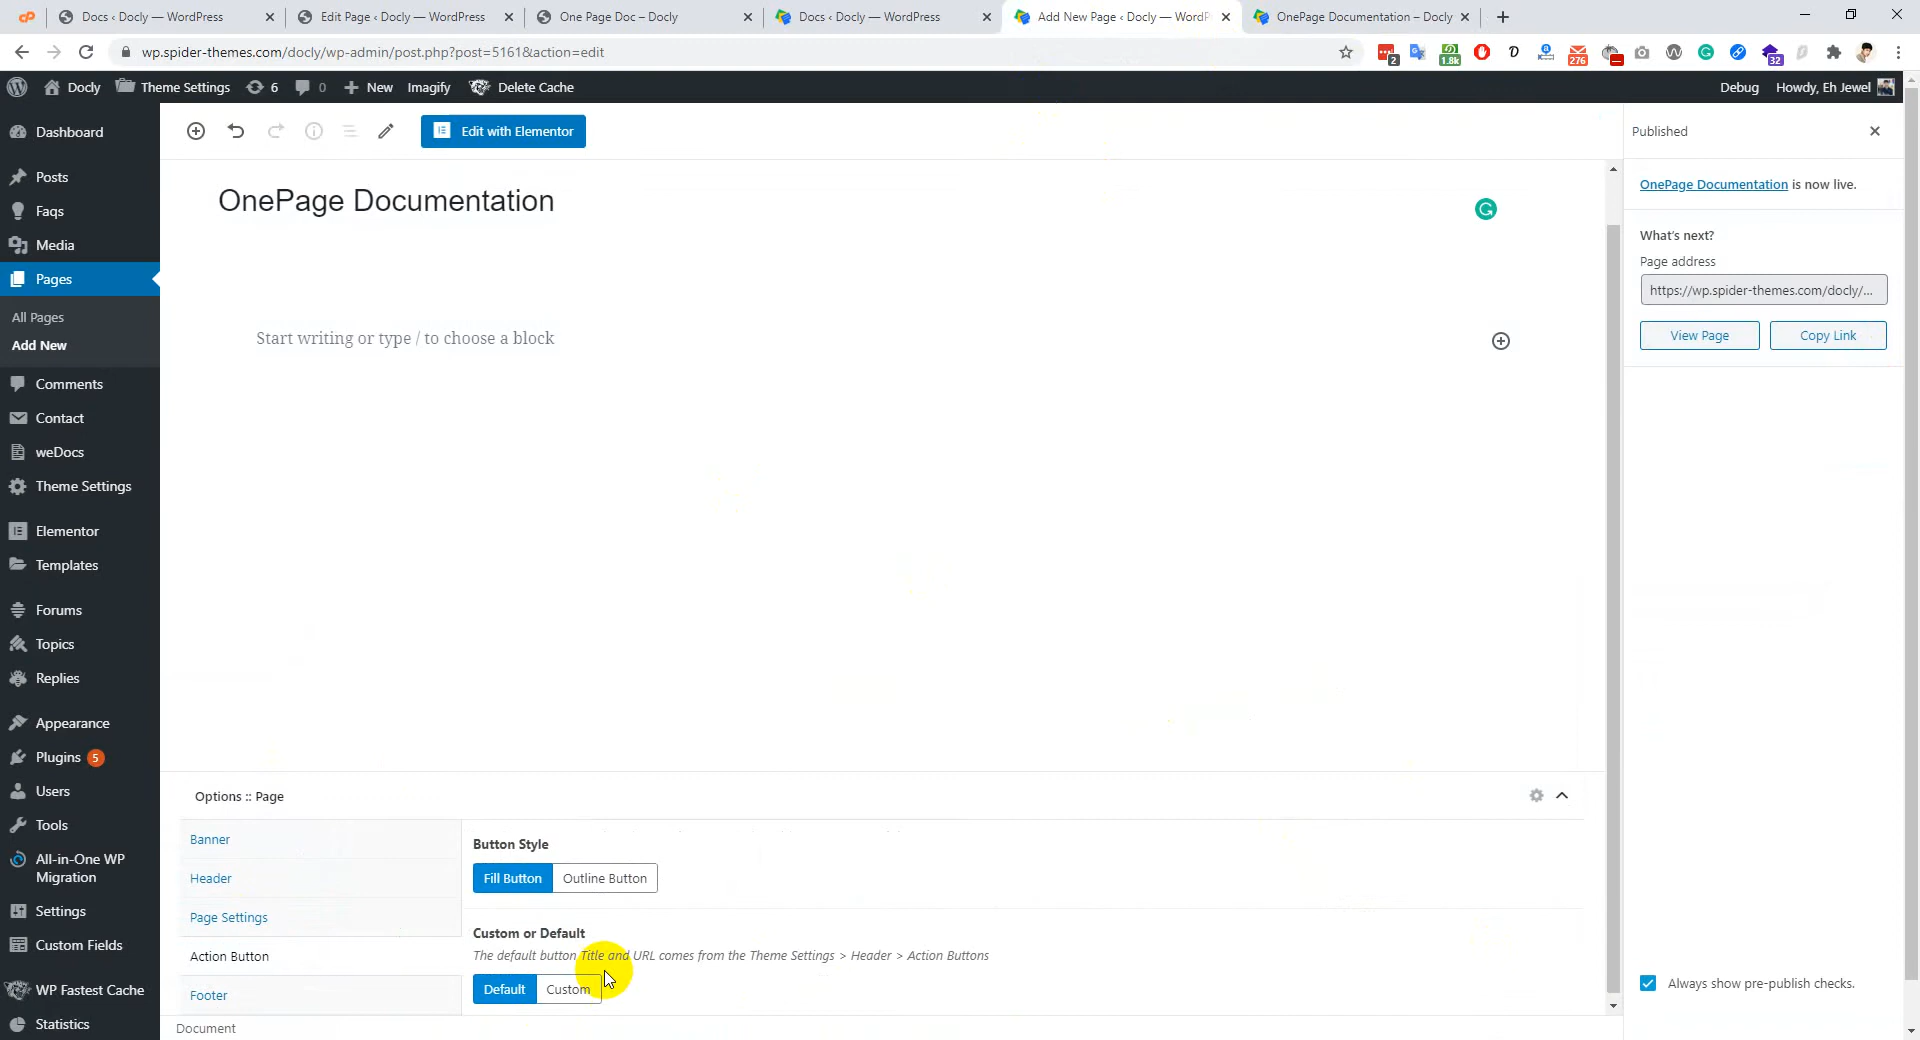 Docs ‹ Docly — WordPress
Edit Page ‹ Docly — WordPress
One Page Doc – Docly
Docs ‹ Docly — WordPress
Add New Page ‹ Docly — WordP
OnePage Documentation – Docly
wp.spider-themes.com/docly/wp-admin/post.php?post=5161&action=edit
2
1.8k
276
32
Docly
Theme Settings
6
0
New
Imagify
Delete Cache
Debug
Howdy, Eh Jewel
Dashboard
Posts
Faqs
Media
Pages
All Pages
Add New
Comments
Contact
weDocs
Theme Settings
Elementor
Templates
Forums
Topics
Replies
Appearance
Plugins 5
Users
Tools
All-in-One WP
Migration
Settings
Custom Fields
WP Fastest Cache
Statistics
Edit with Elementor
OnePage Documentation
Start writing or type / to choose a block
Options :: Page
Banner
Header
Page Settings
Action Button
Footer
Button Style
Fill Button
Outline Button
Custom or Default
The default button Title and URL comes from the Theme Settings > Header > Action Buttons
Default
Custom
Document
Published
OnePage Documentation is now live.
What's next?
Page address
https://wp.spider-themes.com/docly/...
View Page
Copy Link
Always show pre-publish checks.